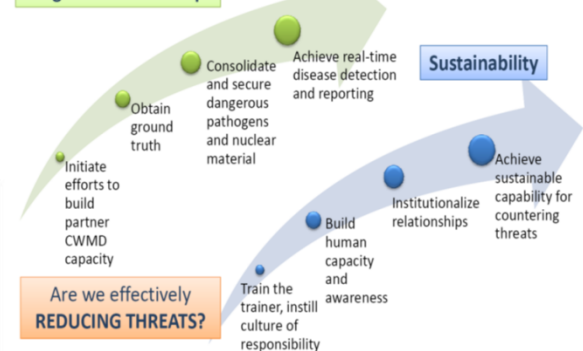 Achieve real-time
disease detection
and reporting
Consolidate
and secure
dangerous
pathogens
and nuclear
material
Obtain
ground
truth
Initiate
efforts to
build
partner
CWMD
capacity
Sustainability
Achieve
sustainable
capability for
countering
threats
Institutionalize
relationships
Build
human
capacity
and
awareness
Train the
trainer, instill
culture of
responsibility
Are we effectively
REDUCING THREATS?